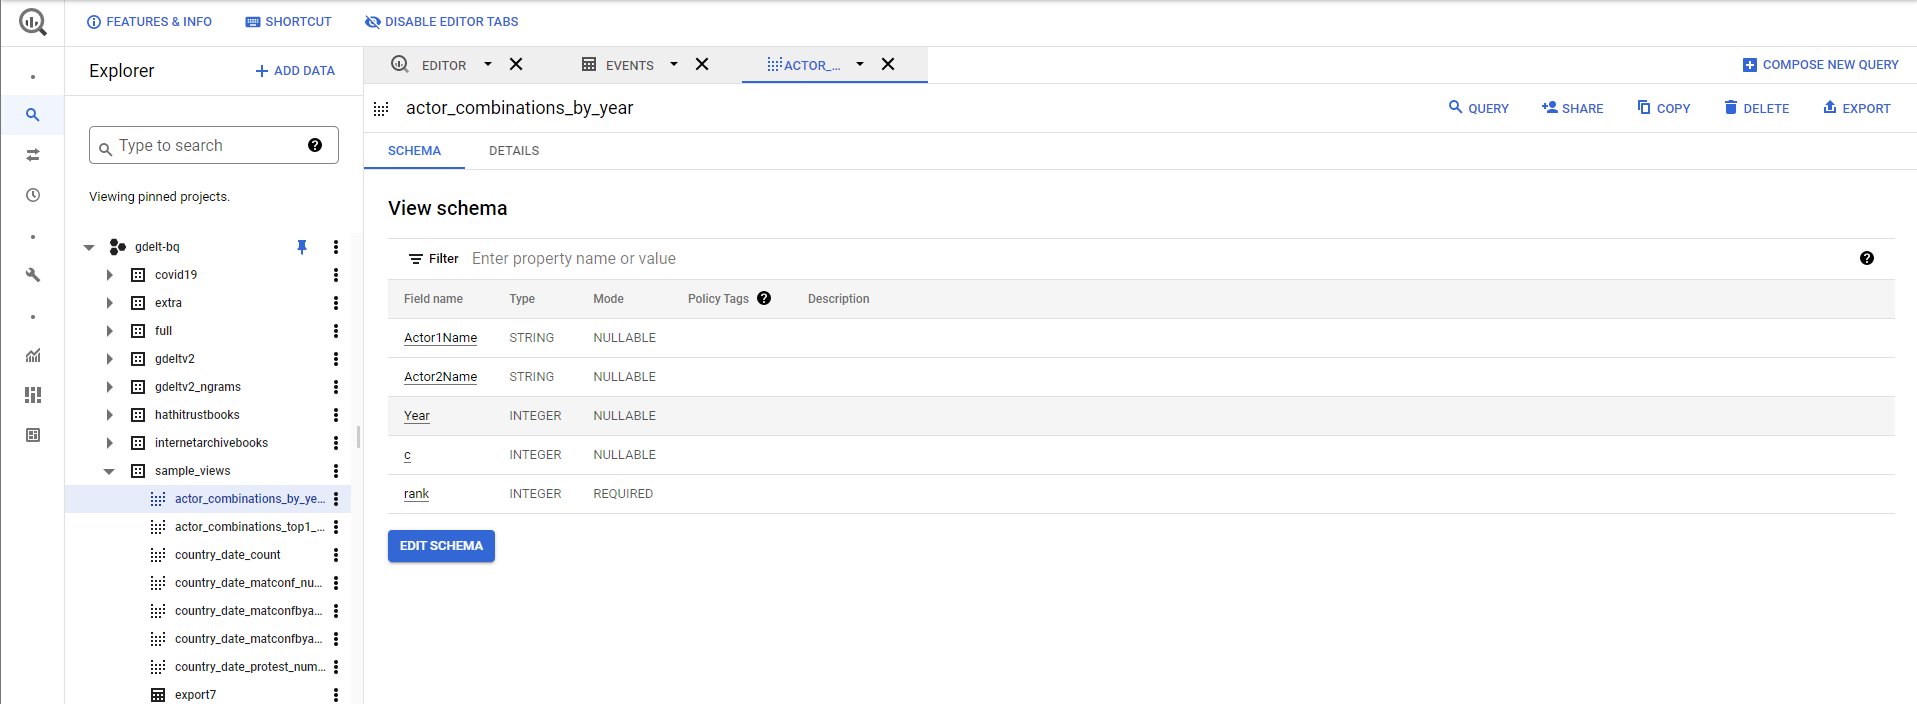 FEATURES & INFO SHORTCUT DISABLE EDITOR TABS
Explorer ADD DATA
EDITOR EVENTS ACTOR_... COMPOSE NEW QUERY
actor_combinations_by_year QUERY SHARE COPY DELETE EXPORT
Type to search ?
SCHEMA DETAILS
Viewing pinned projects.
View schema
gdelt-bq
covid19
extra
full
gdeltv2
gdeltv2_ngrams
hathitrustbooks
internetarchivebooks
sample_views
actor_combinations_by_ye...
actor_combinations_top1_...
country_date_count
country_date_matconf_nu...
country_date_matconfbya...
country_date_matconfbya...
country_date_protest_num...
export7
Filter Enter property name or value ?
Field name Type Mode Policy Tags ? Description
Actor1Name STRING NULLABLE
Actor2Name STRING NULLABLE
Year INTEGER NULLABLE
c INTEGER NULLABLE
rank INTEGER REQUIRED
EDIT SCHEMA